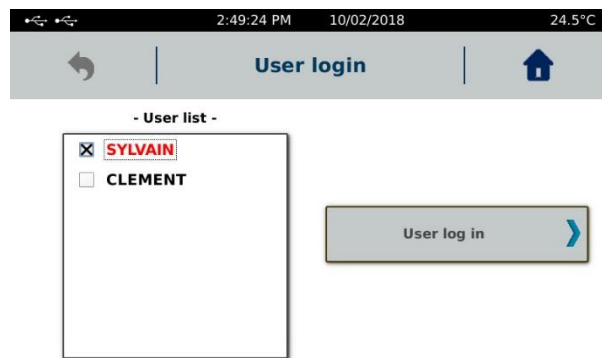 2:49:24 PM 10/02/2018 24.5°C
User login
- User list -
SYLVAIN
CLEMENT
User log in